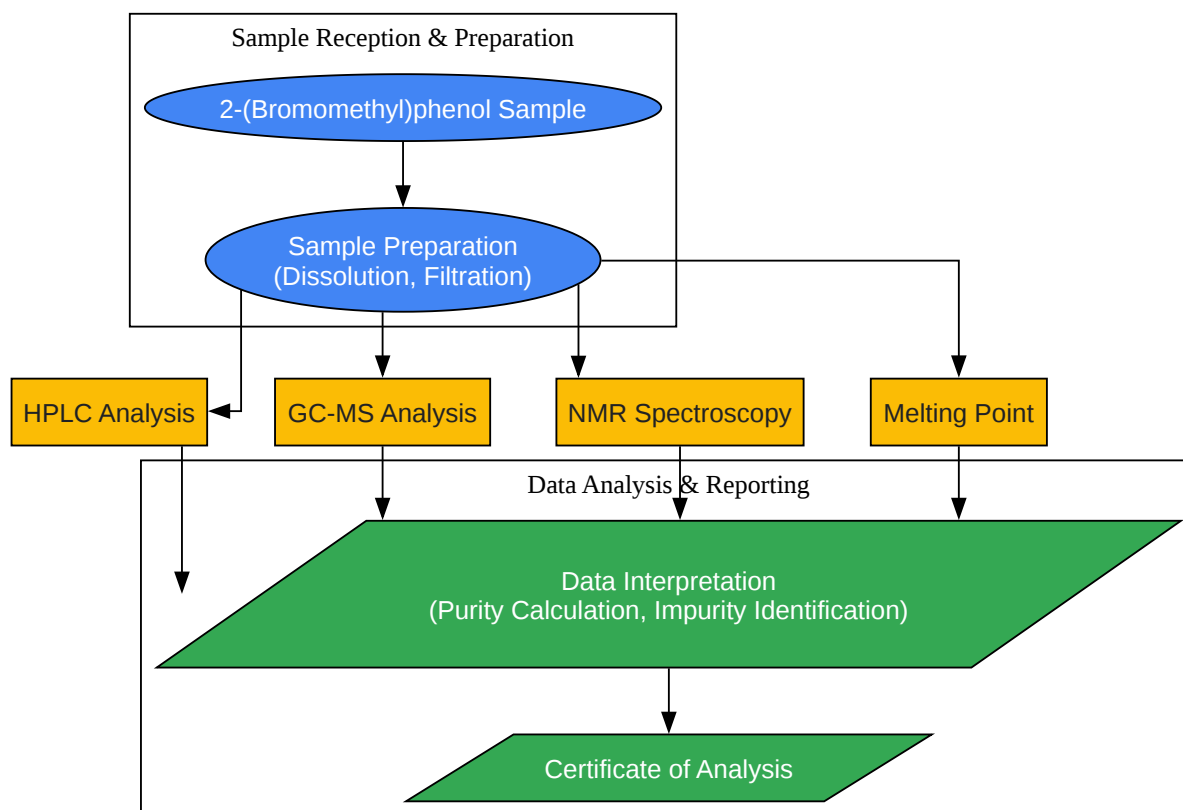 Sample Reception & Preparation
2-(Bromomethyl)phenol Sample
Sample Preparation
(Dissolution, Filtration)
HPLC Analysis
GC-MS Analysis
NMR Spectroscopy
Melting Point
Data Analysis & Reporting
Data Interpretation
(Purity Calculation, Impurity Identification)
Certificate of Analysis